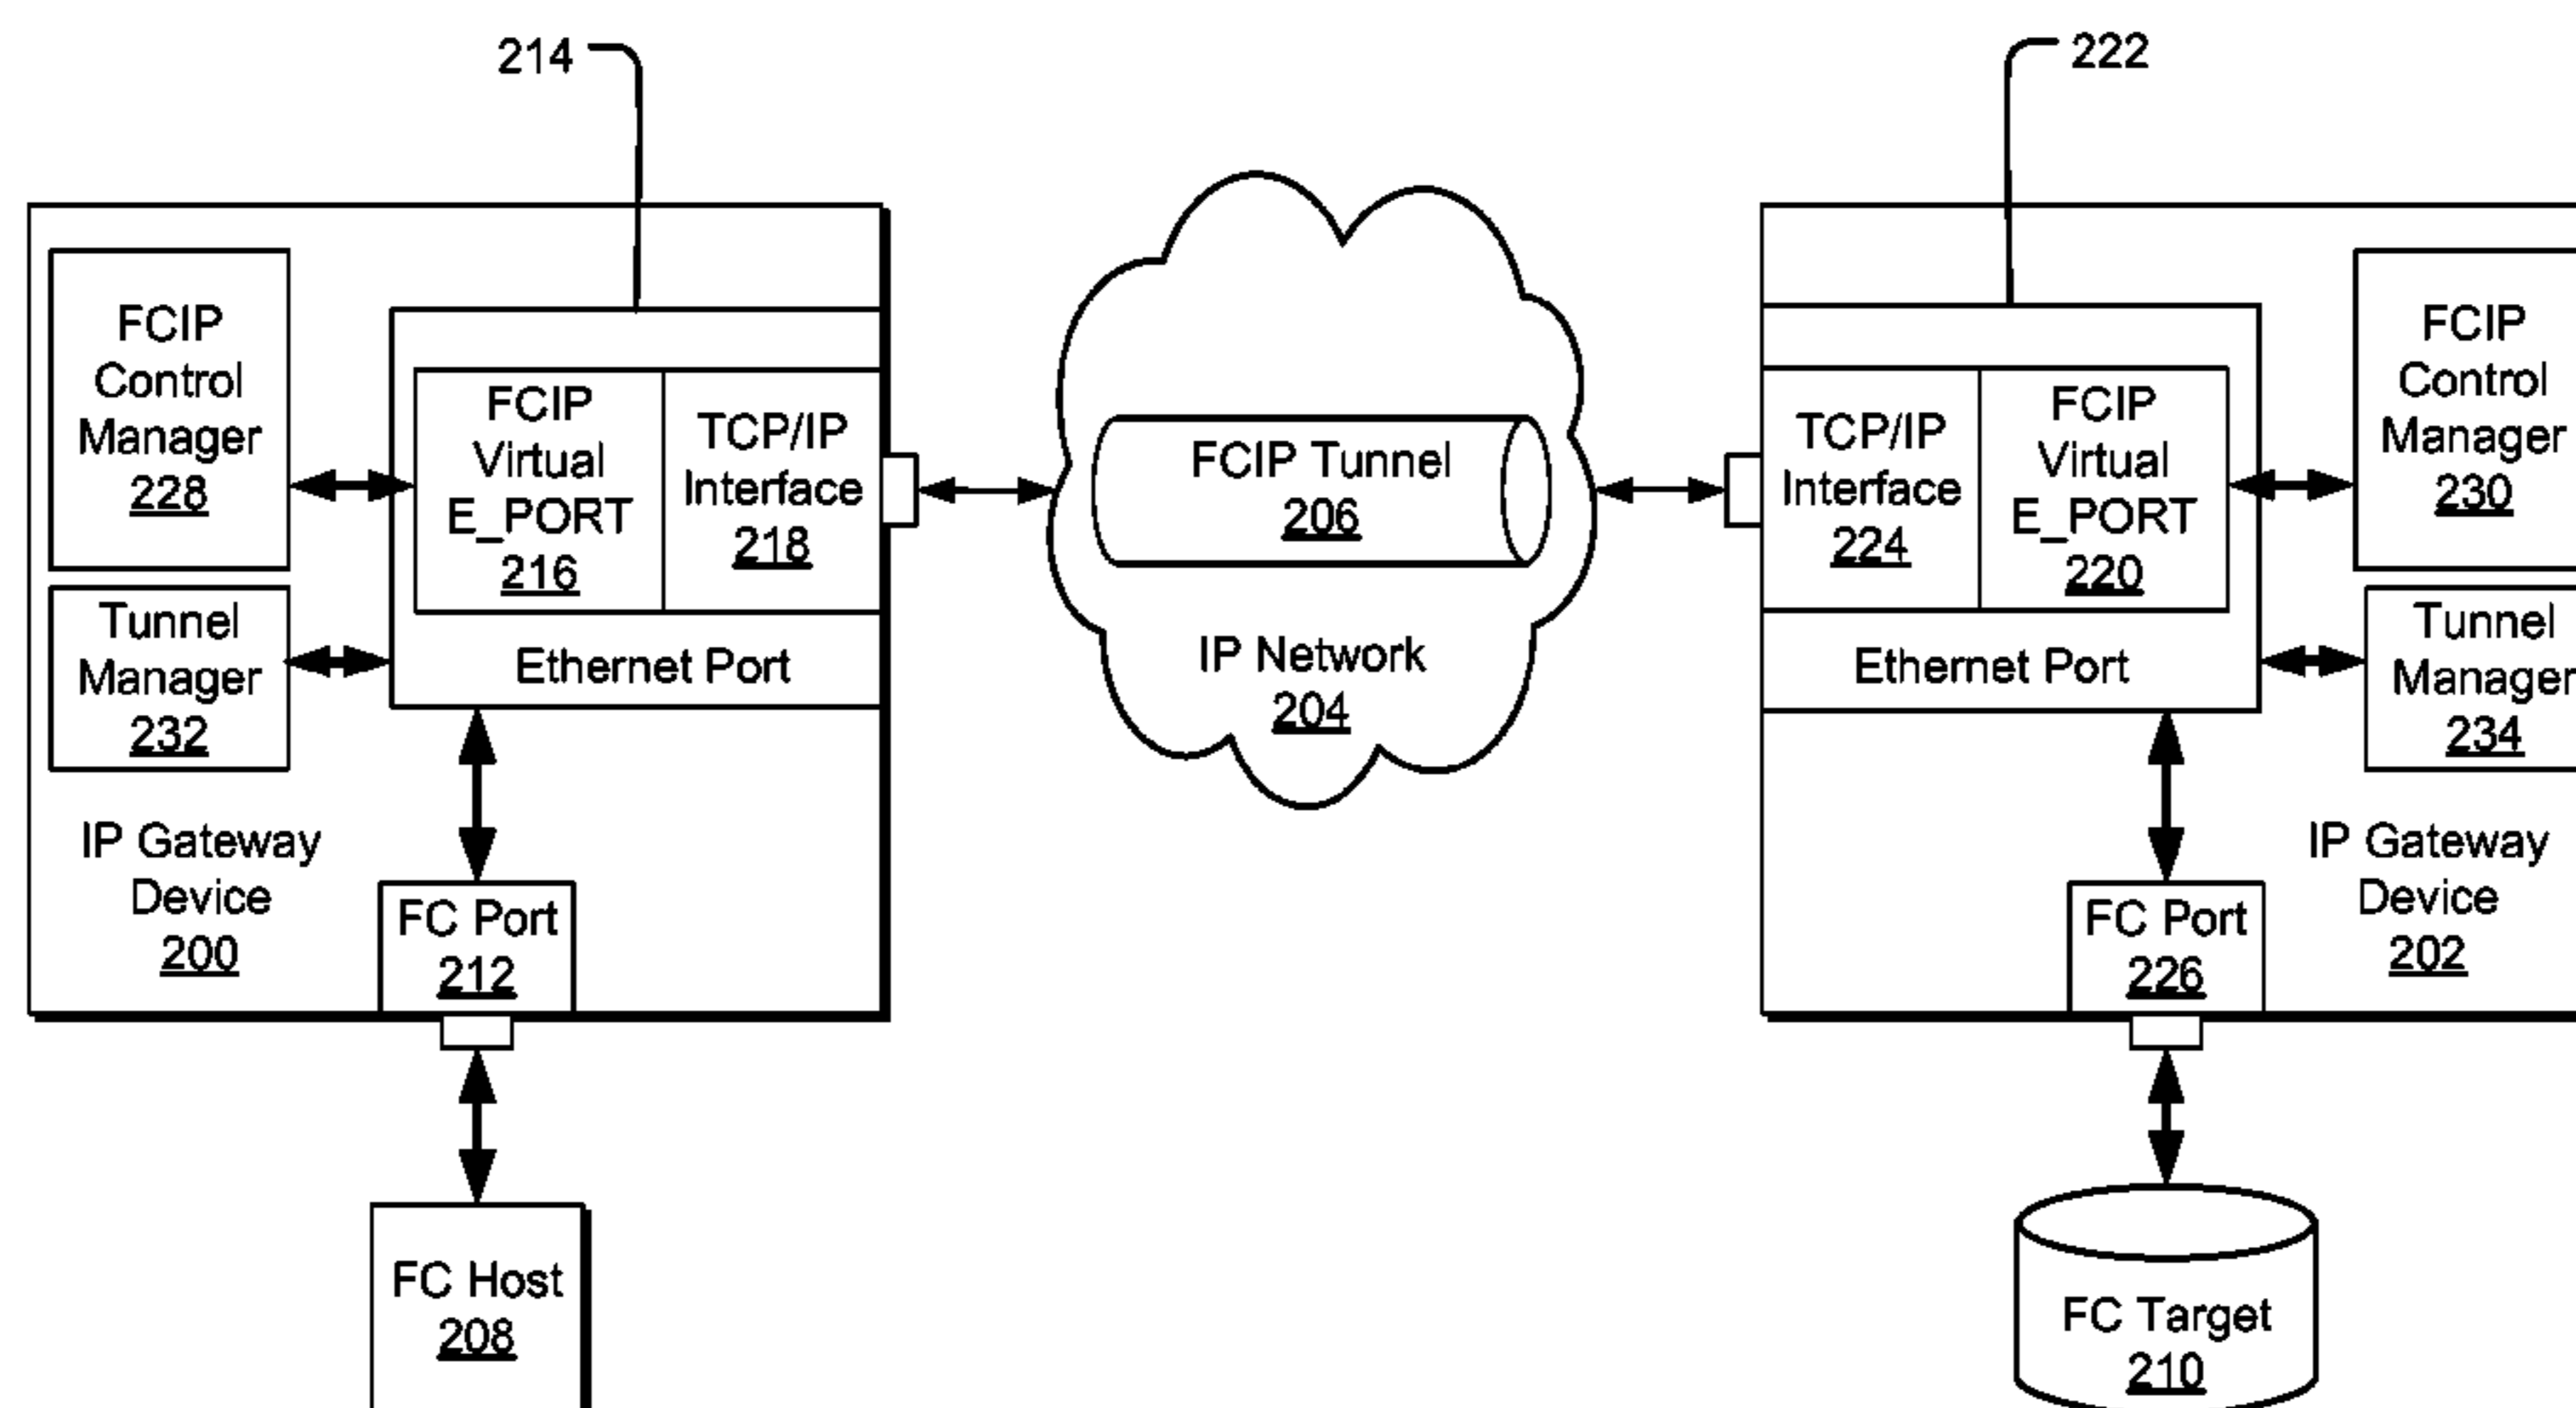 214
222
FCIP
Control
Manager
228
FCIP
Virtual
E_PORT
216
TCP/IP
Interface
218
Ethernet Port
Tunnel
Manager
232
IP Gateway
Device
200
FC Port
212
FC Host
208
FCIP Tunnel
206
IP Network
204
TCP/IP
Interface
224
FCIP
Virtual
E_PORT
220
Ethernet Port
FCIP
Control
Manager
230
Tunnel
Manager
234
IP Gateway
Device
202
FC Port
226
FC Target
210